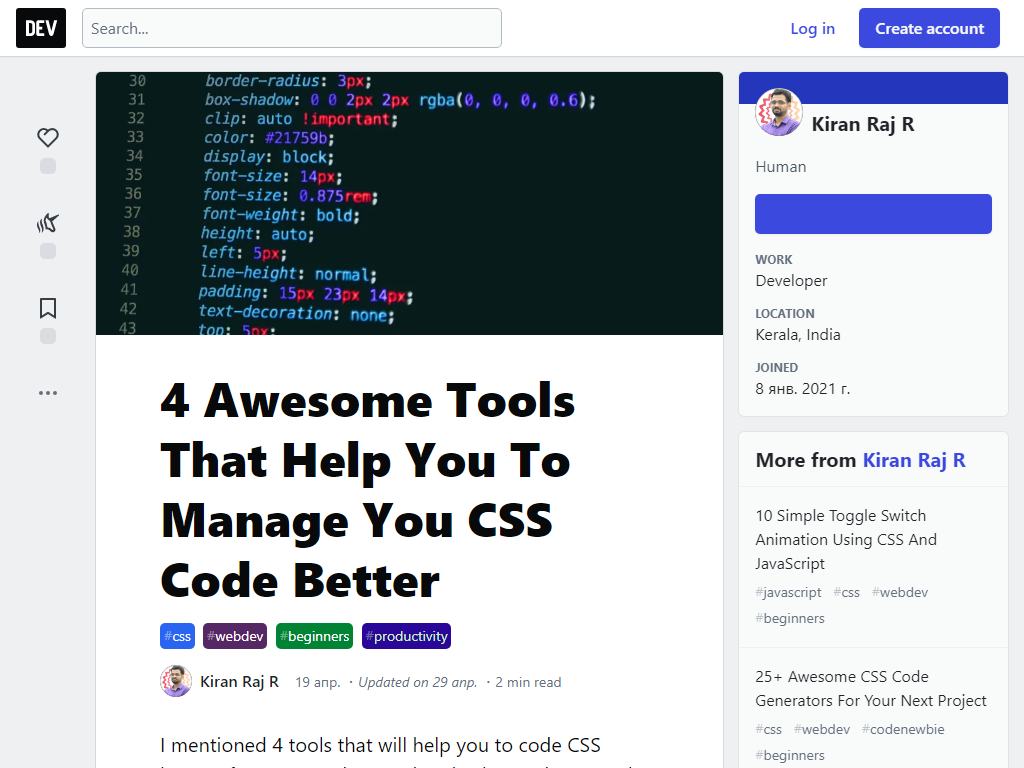 DEV
Search...
Log in
Create account
30 border-radius: 3px;
31 box-shadow: 0 0 2px 2px rgba(0, 0, 0, 0.6);
32 clip: auto !important;
33 color: #21759b;
34 display: block;
35 font-size: 14px;
36 font-size: 0.875rem;
37 font-weight: bold;
38 height: auto;
39 left: 5px;
40 line-height: normal;
41 padding: 15px 23px 14px;
42 text-decoration: none;
43 top: 5px;
4 Awesome Tools
That Help You To
Manage You CSS
Code Better
#css #webdev #beginners #productivity
Kiran Raj R 19 апр. · Updated on 29 апр. · 2 min read
I mentioned 4 tools that will help you to code CSS
Kiran Raj R
Human
WORK
Developer
LOCATION
Kerala, India
JOINED
8 янв. 2021 г.
More from Kiran Raj R
10 Simple Toggle Switch
Animation Using CSS And
JavaScript
#javascript #css #webdev
#beginners
25+ Awesome CSS Code
Generators For Your Next Project
#css #webdev #codenewbie
#beginners